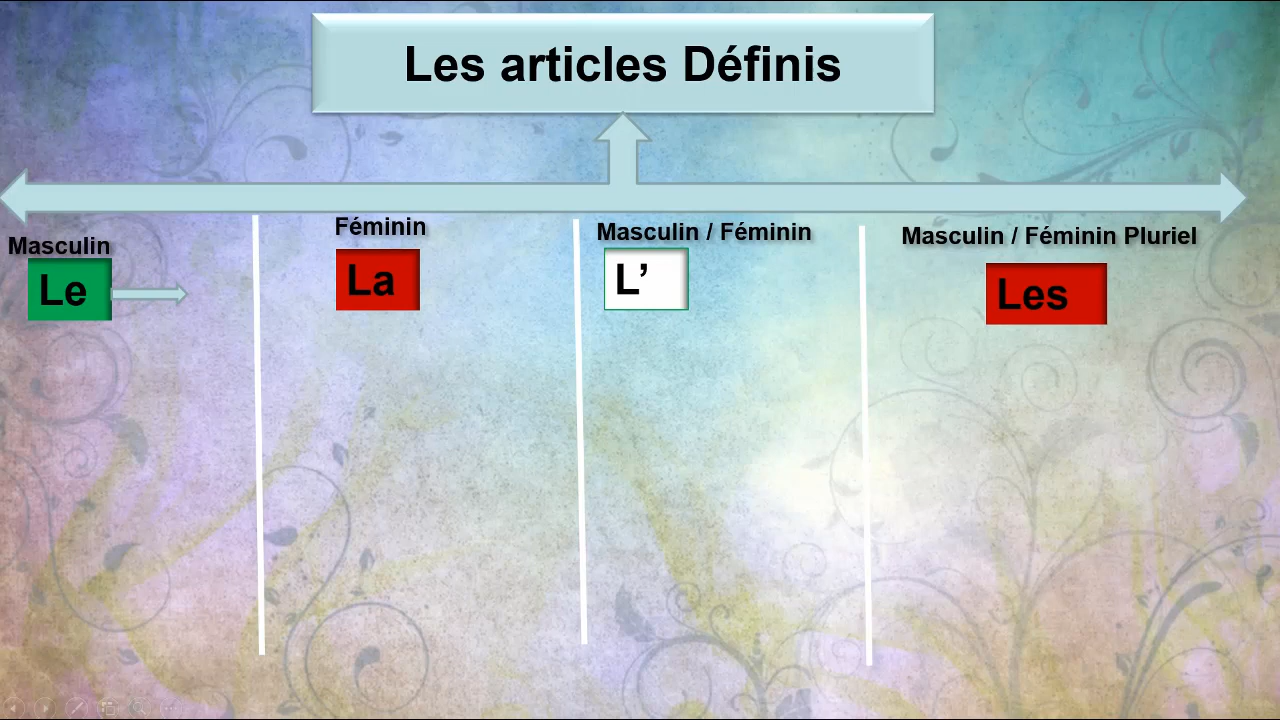 Les articles Définis
Masculin
Le
Féminin
La
Masculin / Féminin
L’
Masculin / Féminin Pluriel
Les